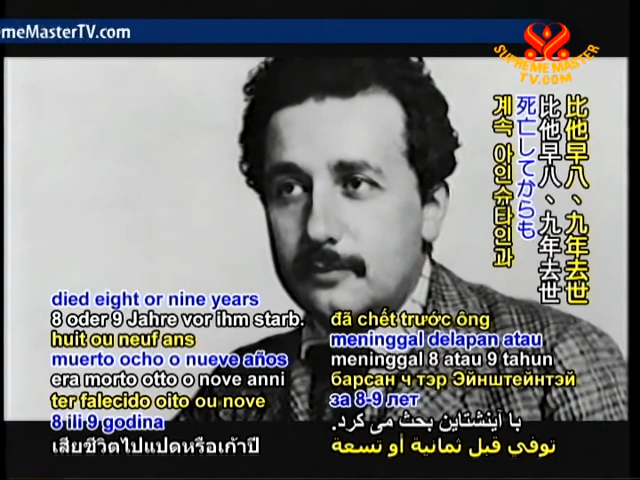 emeMasterTV.com
SUPREME MASTER
TV.COM
比他早八、九年去世
比他早八、九年去世
死亡してからも
계속 아인슈타인과
died eight or nine years
8 oder 9 Jahre vor ihm starb.
huit ou neuf ans
muerto ocho o nueve años
era morto otto o nove anni
ter falecido oito ou nove
8 ili 9 godina
เสียชีวิตไปแปดหรือเก้าปี
đã chết trước ông
meninggal delapan atau
meninggal 8 atau 9 tahun
барсан ч тэр Эйнштейнтэй
за 8-9 лет
با آینشتاین بحث می کرد.
توفي قبل ثمانية أو تسعة